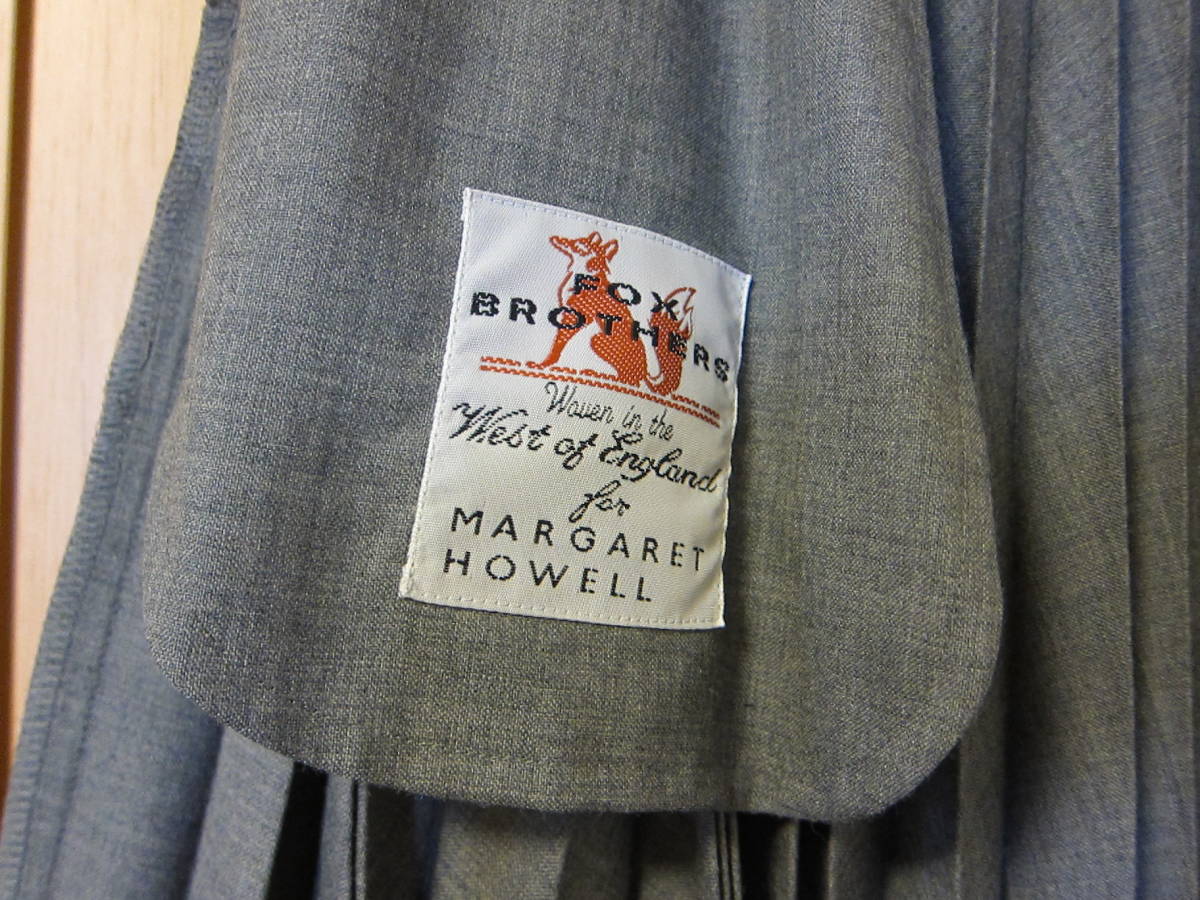 FOX
BROTHERS
Woven in the
West of England
for
MARGARET
HOWELL